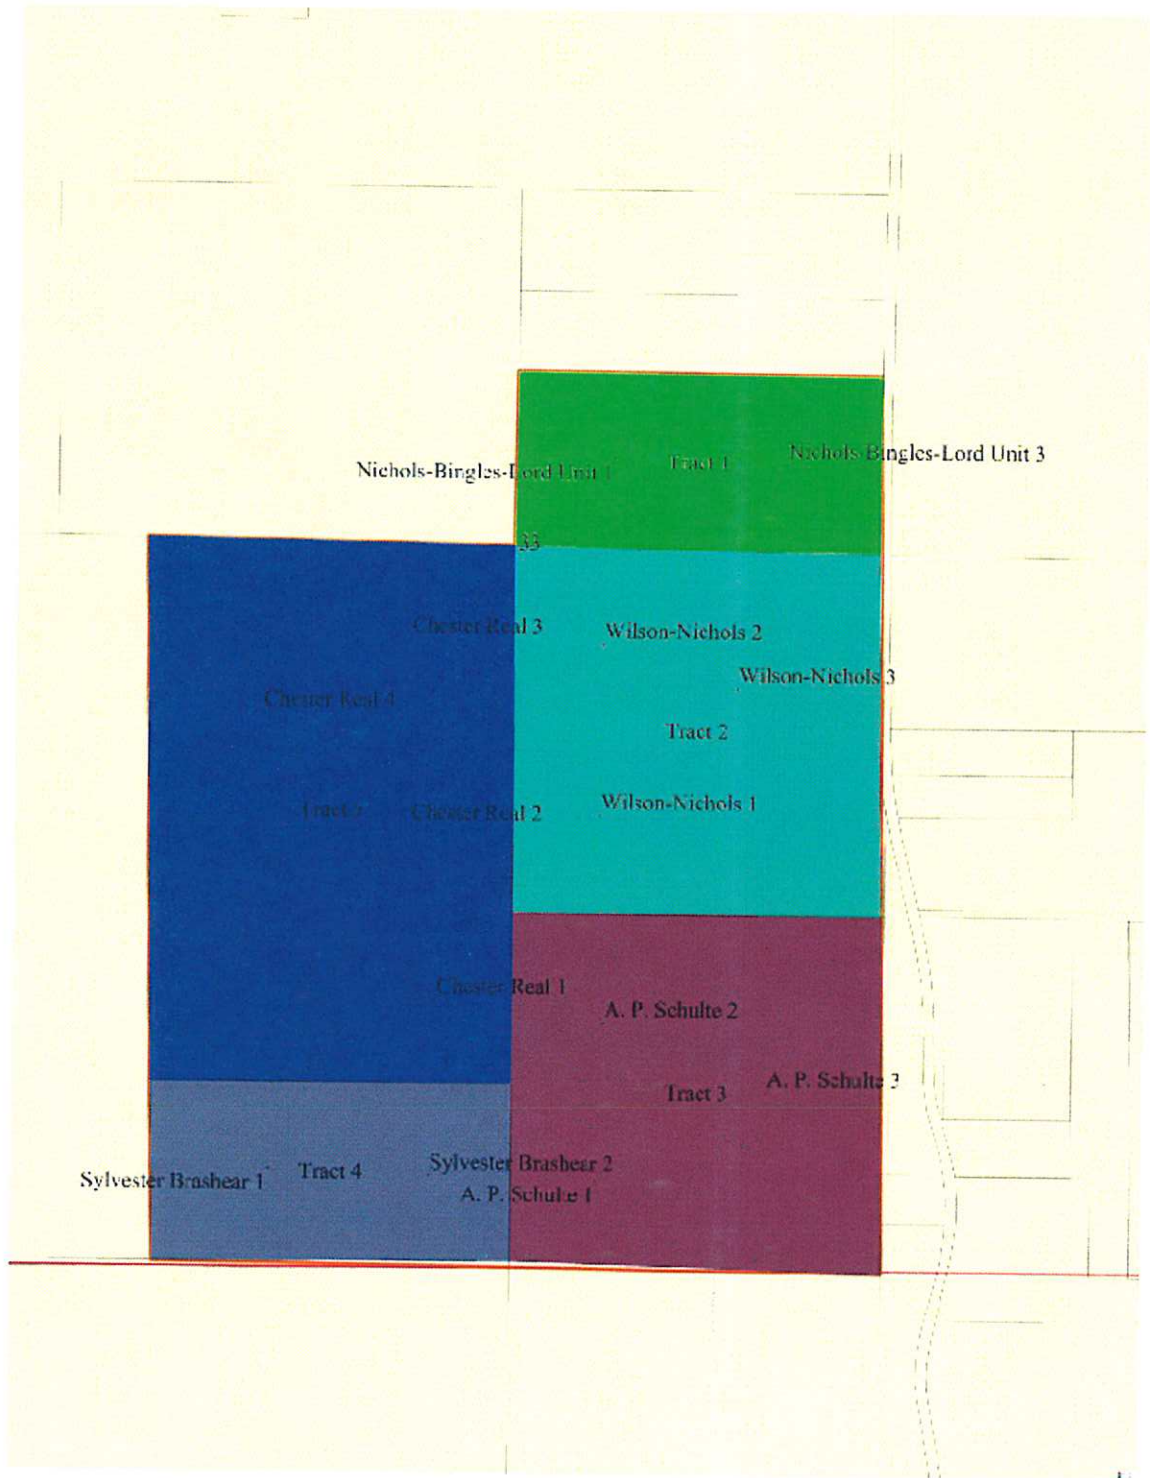 Nichols-Bingles-Lord Unit 3
Tract 1
Nichols-Bingles-Lord Unit 1
33
Chester Real 3
Wilson-Nichols 2
Wilson-Nichols 3
Chester Real 4
Tract 2
Wilson-Nichols 1
Tract
Chester Real 2
Chester Real 1
A. P. Schulte 2
A. P. Schulte 3
Tract 3
Sylvester Brashear 2
Tract 4
Sylvester Brashear 1
A. P. Schulte 1